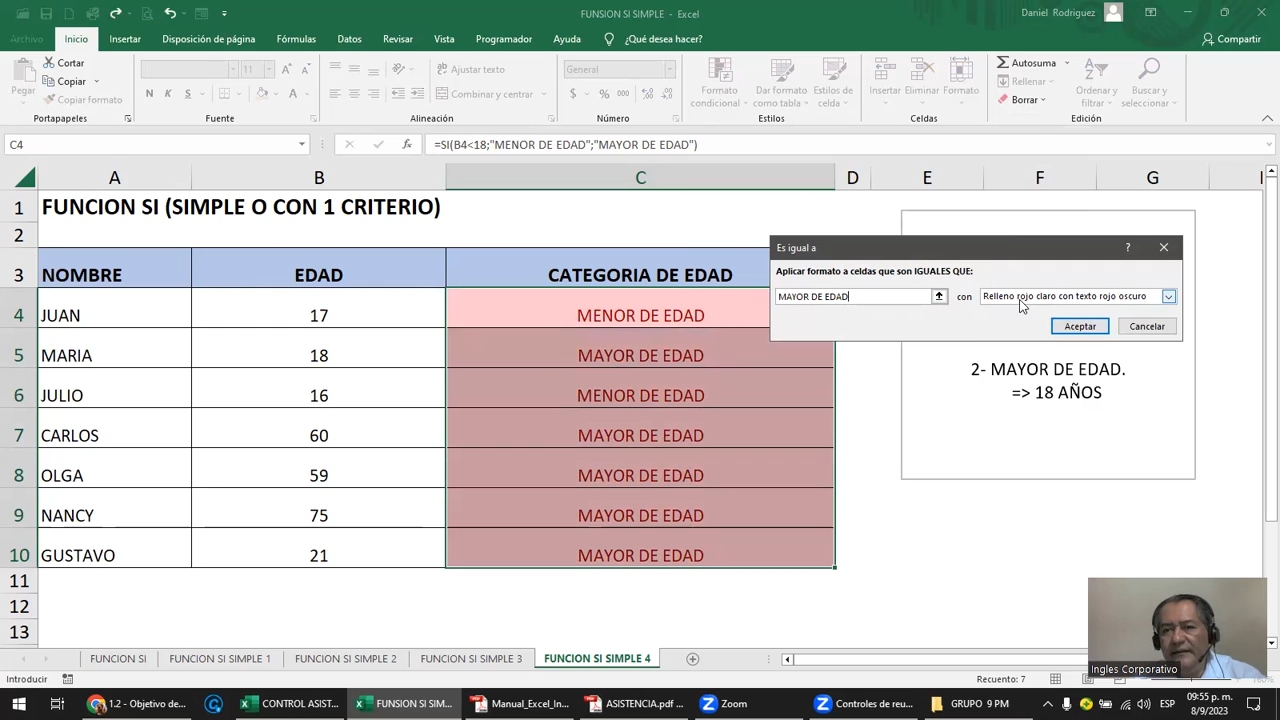 FUNSION SI SIMPLE - Excel
Daniel Rodriguez
Archivo Inicio Insertar Disposición de página Fórmulas Datos Revisar Vista Programador Ayuda ¿Qué desea hacer? Compartir
Pegar
Cortar
Copiar
Copiar formato
Portapapeles
11
N K S
Fuente
Ajustar texto
Combinar y centrar
Alineación
General
$ % 000
Número
Formato condicional
Dar formato como tabla
Estilos de celda
Estilos
Insertar
Eliminar
Formato
Celdas
Autosuma
Rellenar
Borrar
Ordenar y filtrar
Buscar y seleccionar
Edición
C4
fx
=SI(B4<18;"MENOR DE EDAD";"MAYOR DE EDAD")
A B C D E F G
1 FUNCION SI (SIMPLE O CON 1 CRITERIO)
2
3 NOMBRE EDAD CATEGORIA DE EDAD
4 JUAN 17 MENOR DE EDAD
5 MARIA 18 MAYOR DE EDAD
6 JULIO 16 MENOR DE EDAD
7 CARLOS 60 MAYOR DE EDAD
8 OLGA 59 MAYOR DE EDAD
9 NANCY 75 MAYOR DE EDAD
10 GUSTAVO 21 MAYOR DE EDAD
11
12
13
Es igual a
?
Aplicar formato a celdas que son IGUALES QUE:
MAYOR DE EDAD con Relleno rojo claro con texto rojo oscuro
Aceptar Cancelar
2- MAYOR DE EDAD.
=> 18 AÑOS
Ingles Corporativo
FUNCION SI FUNCION SI SIMPLE 1 FUNCION SI SIMPLE 2 FUNCION SI SIMPLE 3 FUNCION SI SIMPLE 4
Introducir
Recuento: 7
1.2 - Objetivo de...
CONTROL ASIST...
FUNSION SI SIM...
Manual_Excel_In...
ASISTENCIA.pdf ...
Zoom
Controles de reu...
GRUPO 9 PM
ESP
09:55 p. m.
8/9/2023